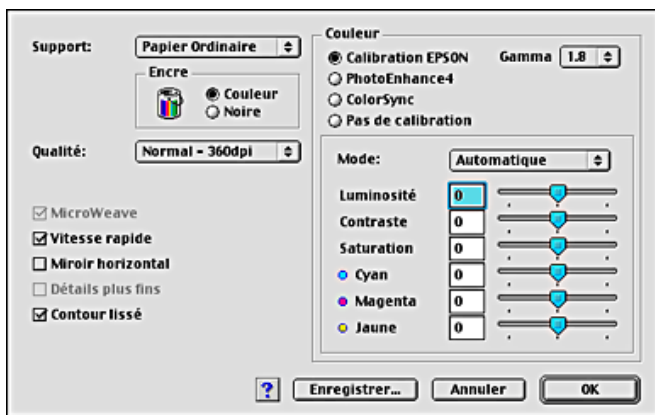 Support: Papier Ordinaire
Encre
Couleur
Noire
Qualité: Normal - 360dpi
MicroWeave
Vitesse rapide
Miroir horizontal
Détails plus fins
Contour lissé
Couleur
Calibration EPSON Gamma 1.8
PhotoEnhance4
ColorSync
Pas de calibration
Mode: Automatique
Luminosité 0
Contraste 0
Saturation 0
Cyan 0
Magenta 0
Jaune 0
? Enregistrer... Annuler OK